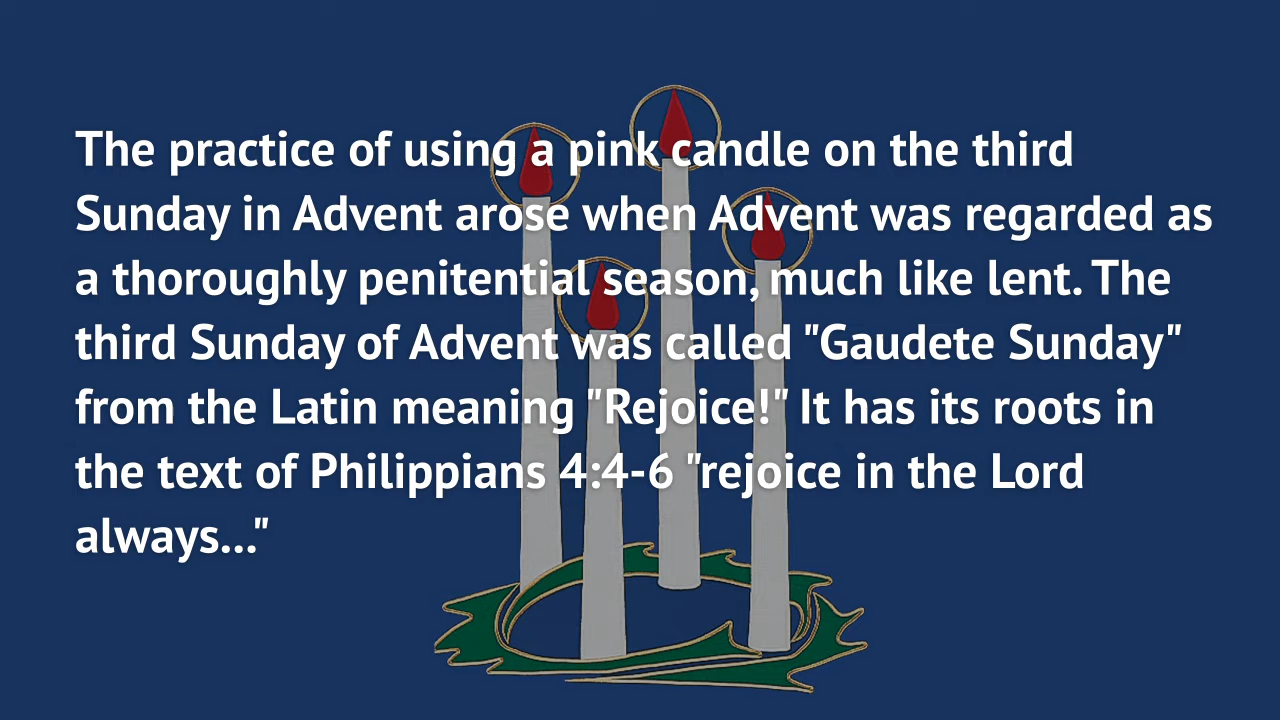 The practice of using a pink candle on the third
Sunday in Advent arose when Advent was regarded as
a thoroughly penitential season, much like lent. The
third Sunday of Advent was called "Gaudete Sunday"
from the Latin meaning "Rejoice!" It has its roots in
the text of Philippians 4:4-6 "rejoice in the Lord
always..."